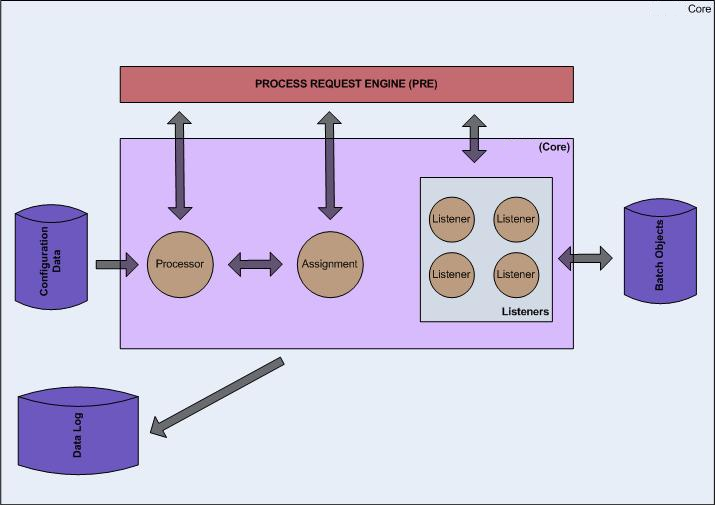 Core
PROCESS REQUEST ENGINE (PRE)
(Core)
Configuration
Data
Processor
Assignment
Listener
Listener
Listener
Listener
Listeners
Batch Objects
Data Log